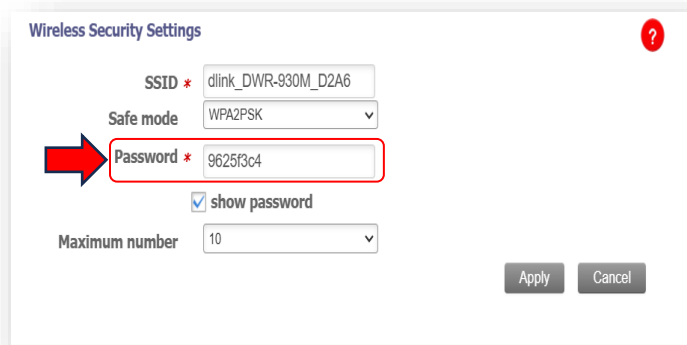 Wireless Security Settings
?
SSID * dlink_DWR-930M_D2A6
Safe mode WPA2PSK
Password * 9625f3c4
show password
Maximum number 10
Apply Cancel